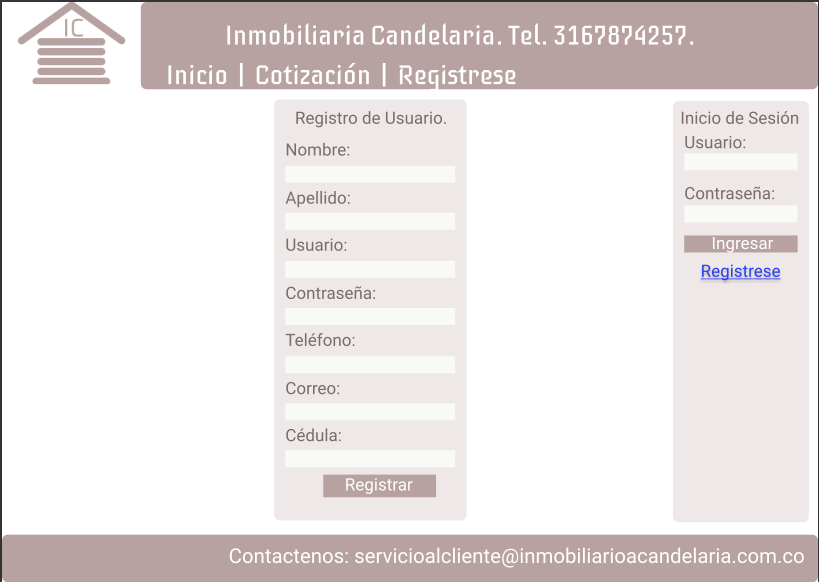 IC
Inmobiliaria Candelaria. Tel. 3167874257.
Inicio | Cotización | Registrese
Registro de Usuario.
Nombre:
Apellido:
Usuario:
Contraseña:
Teléfono:
Correo:
Cédula:
Registrar
Inicio de Sesión
Usuario:
Contraseña:
Ingresar
Registrese
Contactenos: servicioalcliente@inmobiliarioacandelaria.com.co